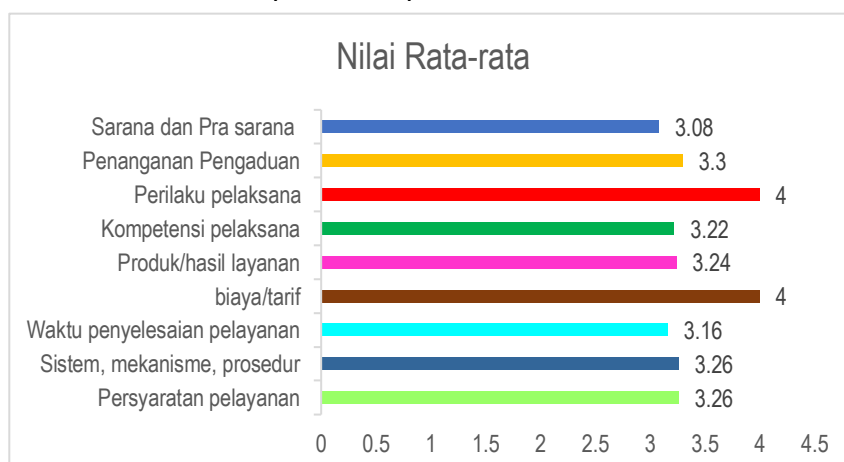 Nilai Rata-rata
Sarana dan Pra sarana 3.08
Penanganan Pengaduan 3.3
Perilaku pelaksana 4
Kompetensi pelaksana 3.22
Produk/hasil layanan 3.24
biaya/tarif 4
Waktu penyelesaian pelayanan 3.16
Sistem, mekanisme, prosedur 3.26
Persyaratan pelayanan 3.26
0 0.5 1 1.5 2 2.5 3 3.5 4 4.5